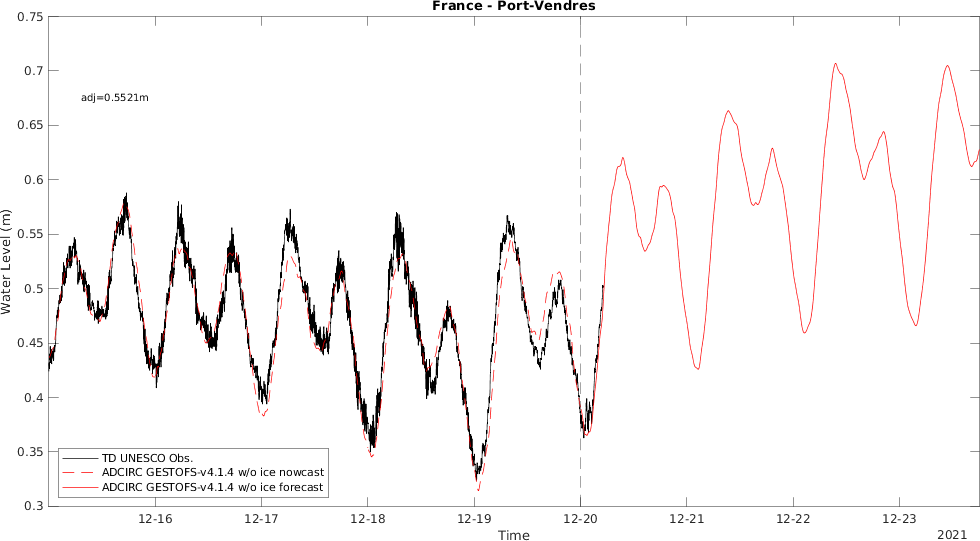 France - Port-Vendres
0.75
0.7
0.65
0.6
0.55
0.5
0.45
0.4
0.35
0.3
Water Level (m)
adj=0.5521m
TD UNESCO Obs.
ADCIRC GESTOFS-v4.1.4 w/o ice nowcast
ADCIRC GESTOFS-v4.1.4 w/o ice forecast
12-16 12-17 12-18 12-19 12-20 12-21 12-22 12-23
Time
2021